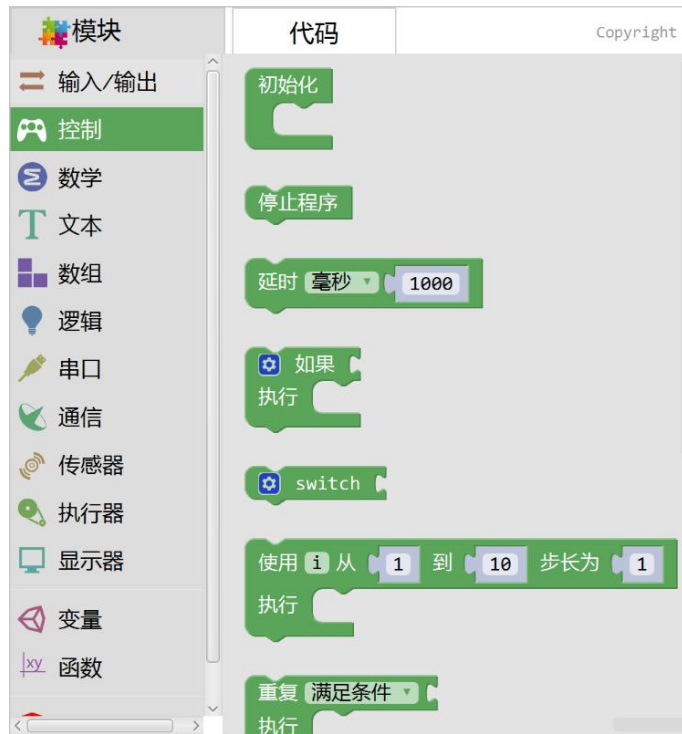 模块
代码
Copyright
输入/输出
控制
数学
文本
数组
逻辑
串口
通信
传感器
执行器
显示器
变量
xy 函数
初始化
停止程序
延时 毫秒 1000
如果
执行
switch
使用 i 从 1 到 10 步长为 1
执行
重复 满足条件
执行